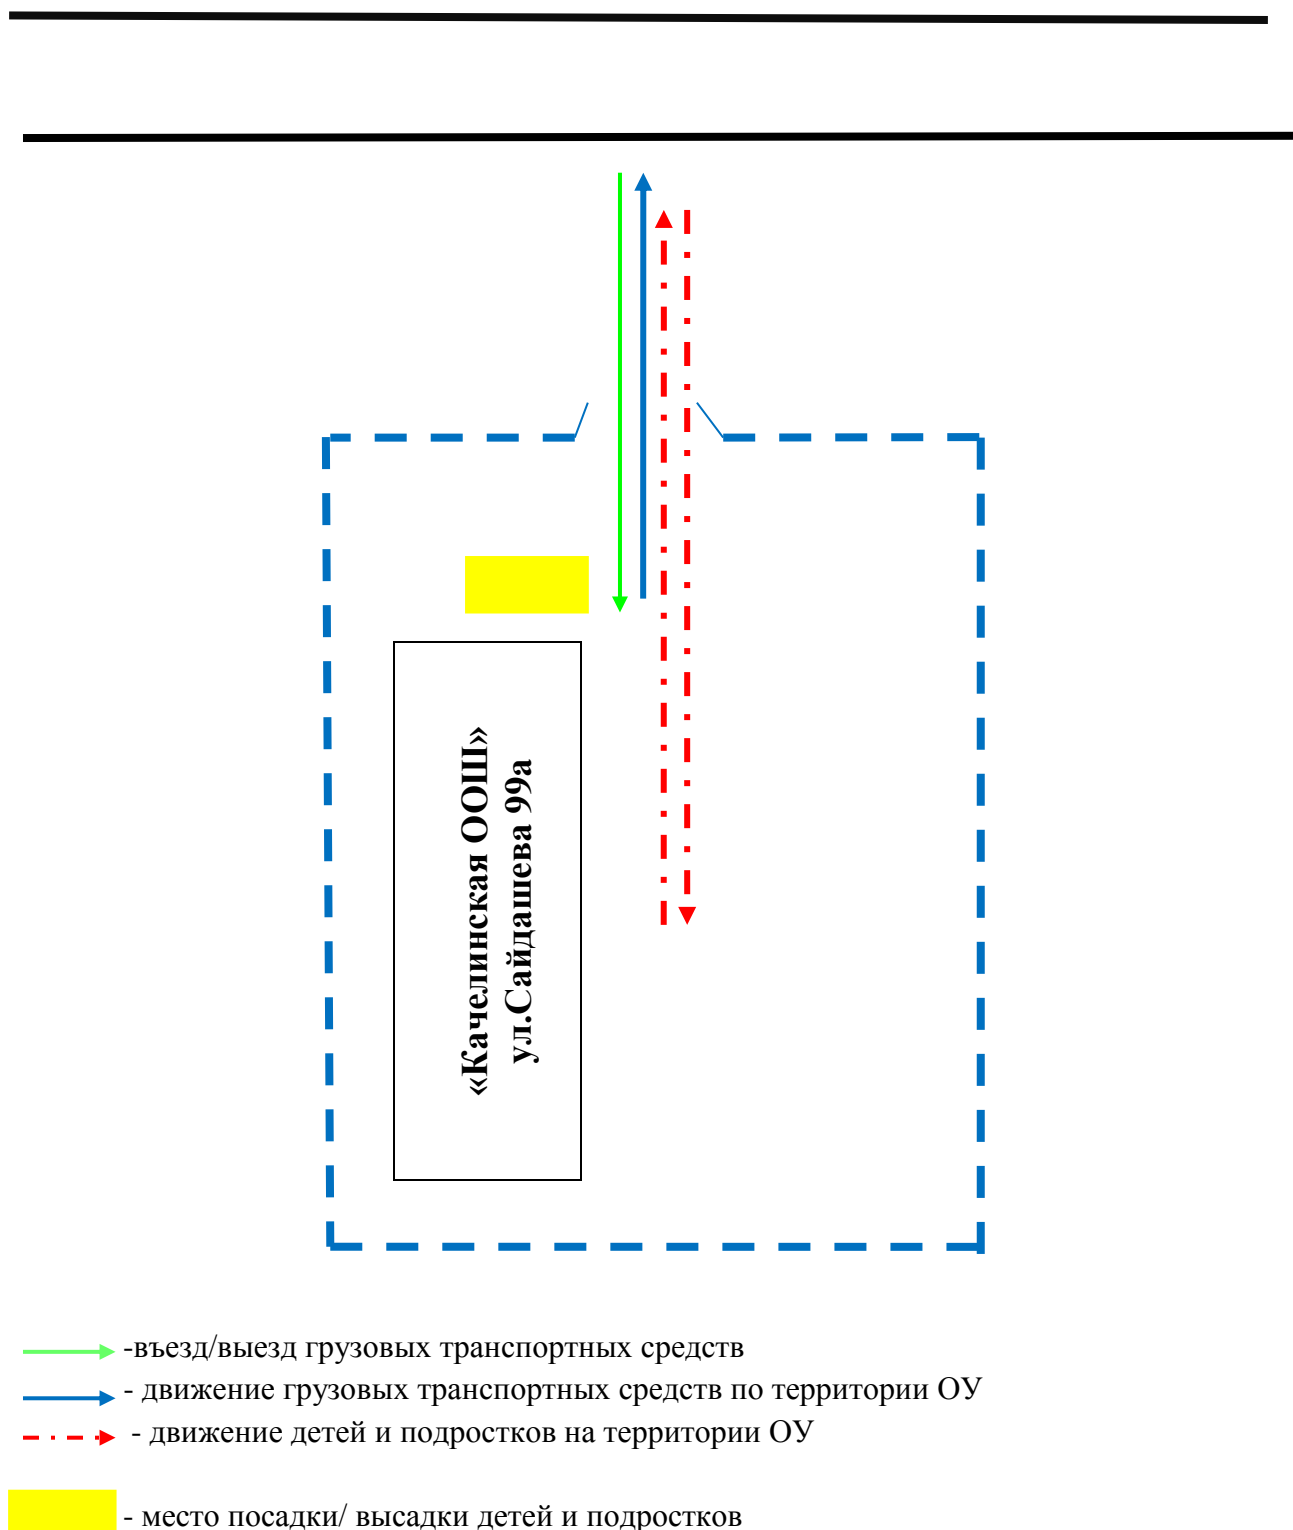 «Качелинская ООШ»
ул.Сайдашева 99а
-въезд/выезд грузовых транспортных средств
- движение грузовых транспортных средств по территории ОУ
- движение детей и подростков на территории ОУ
- место посадки/ высадки детей и подростков